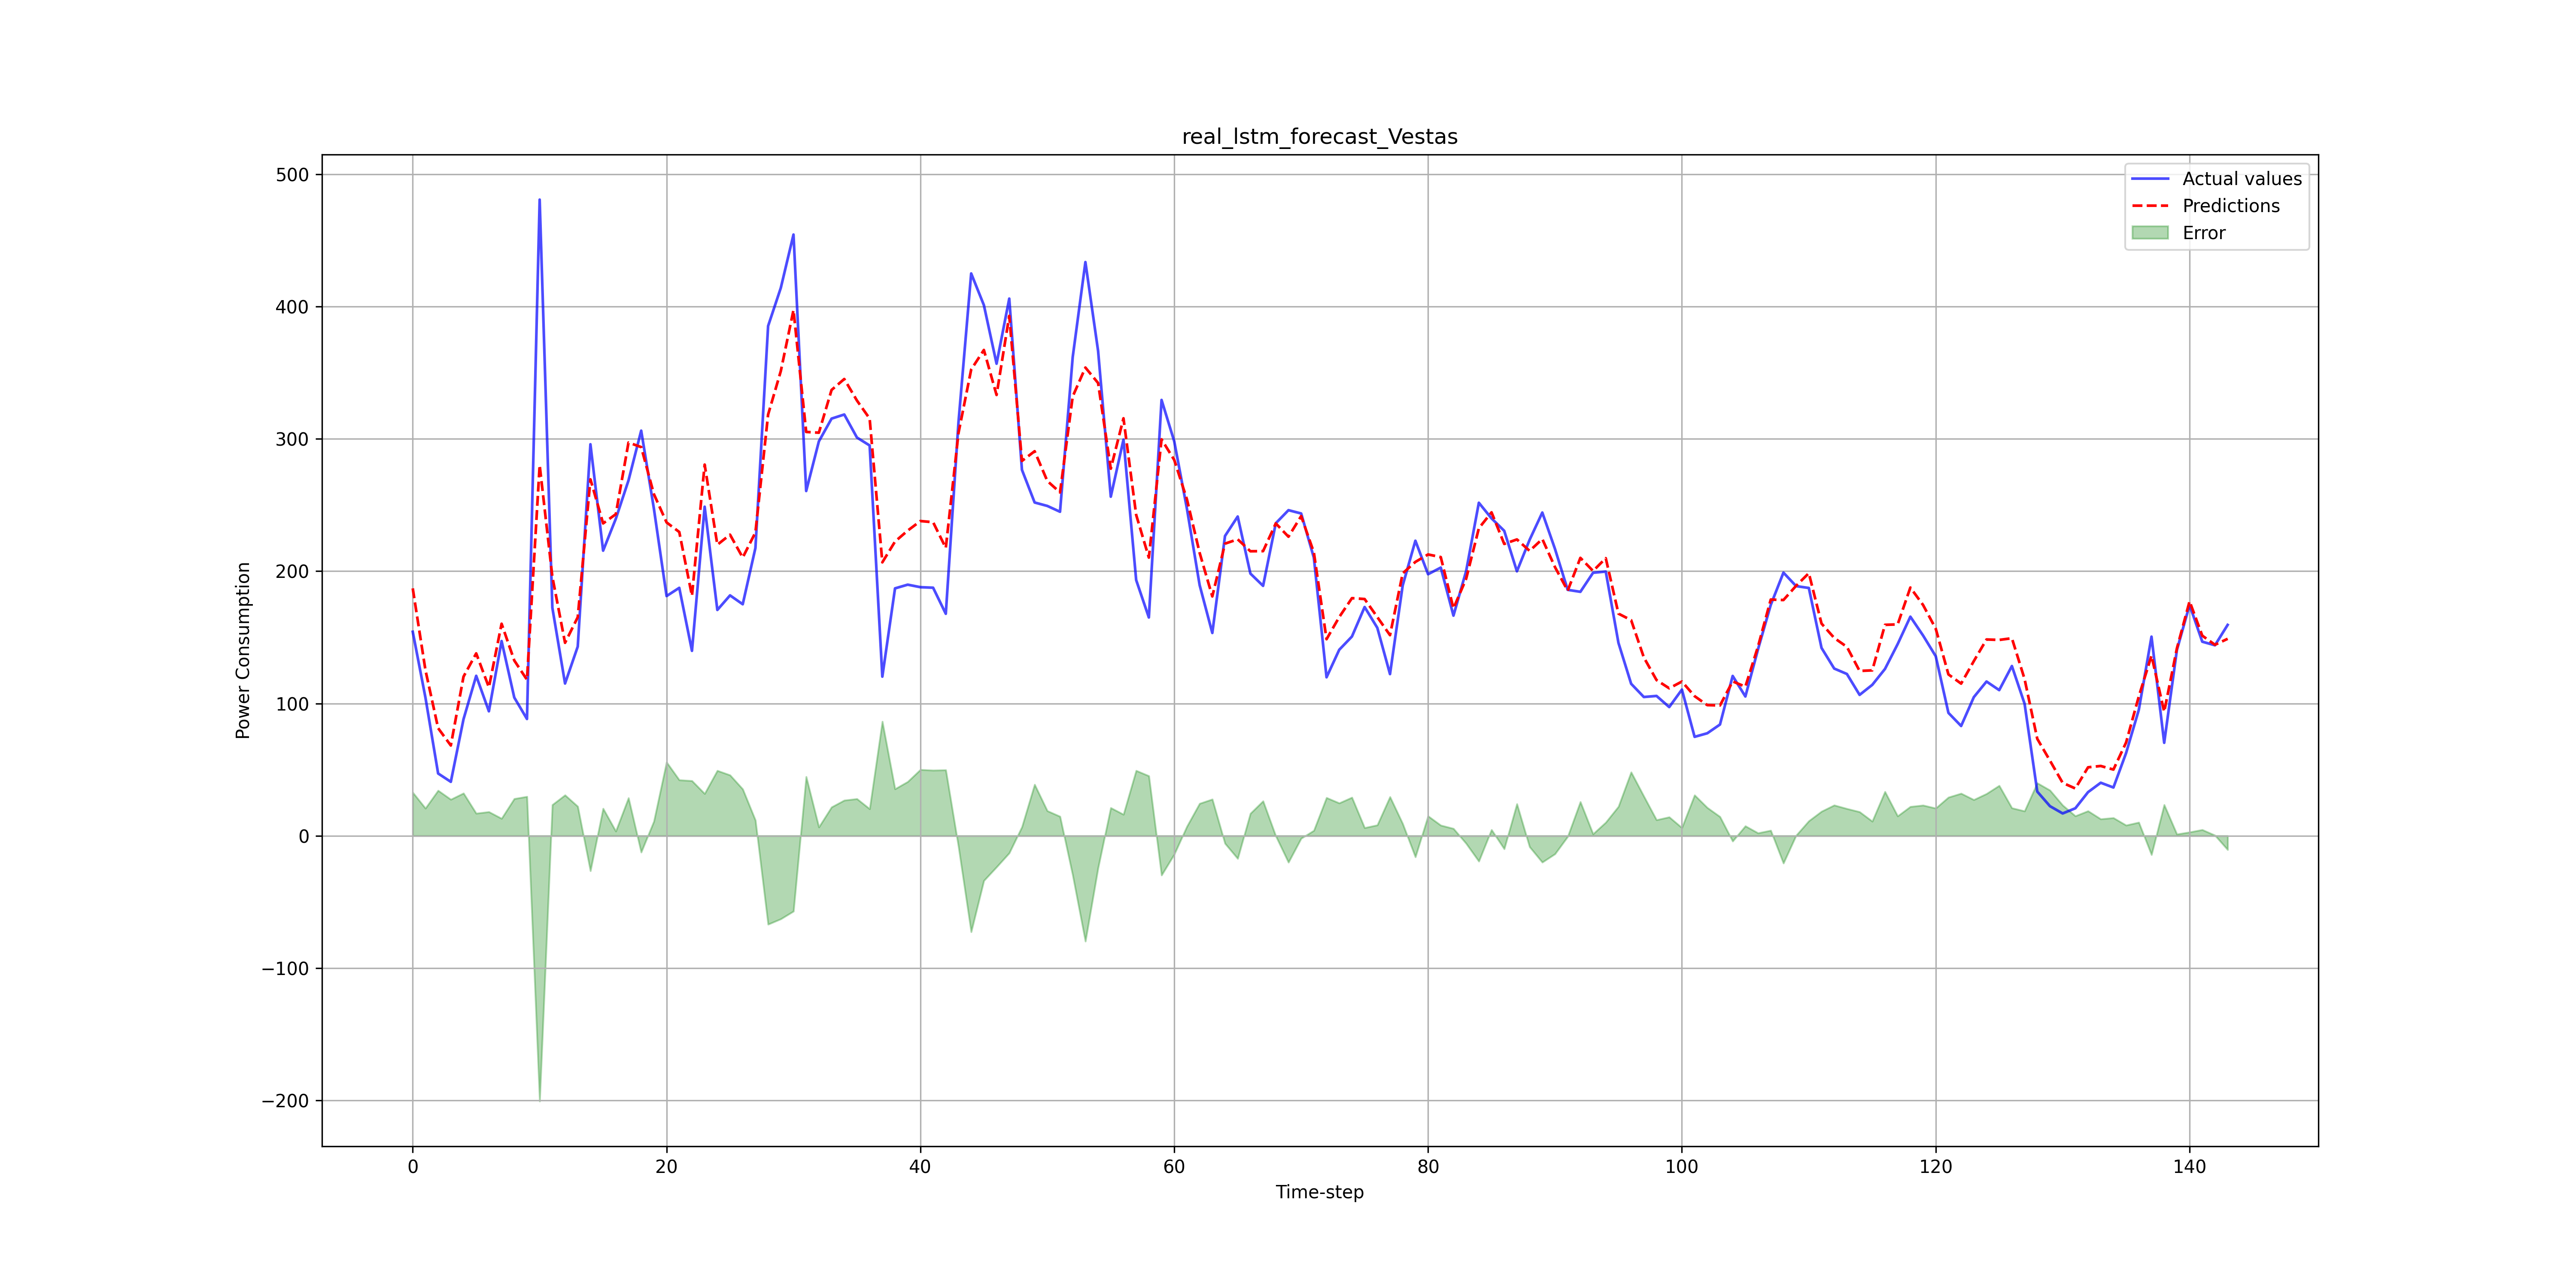 real_lstm_forecast_Vestas
500
400
300
200
100
0
−100
−200
Power Consumption
Actual values
Predictions
Error
0 20 40 60 80 100 120 140
Time-step